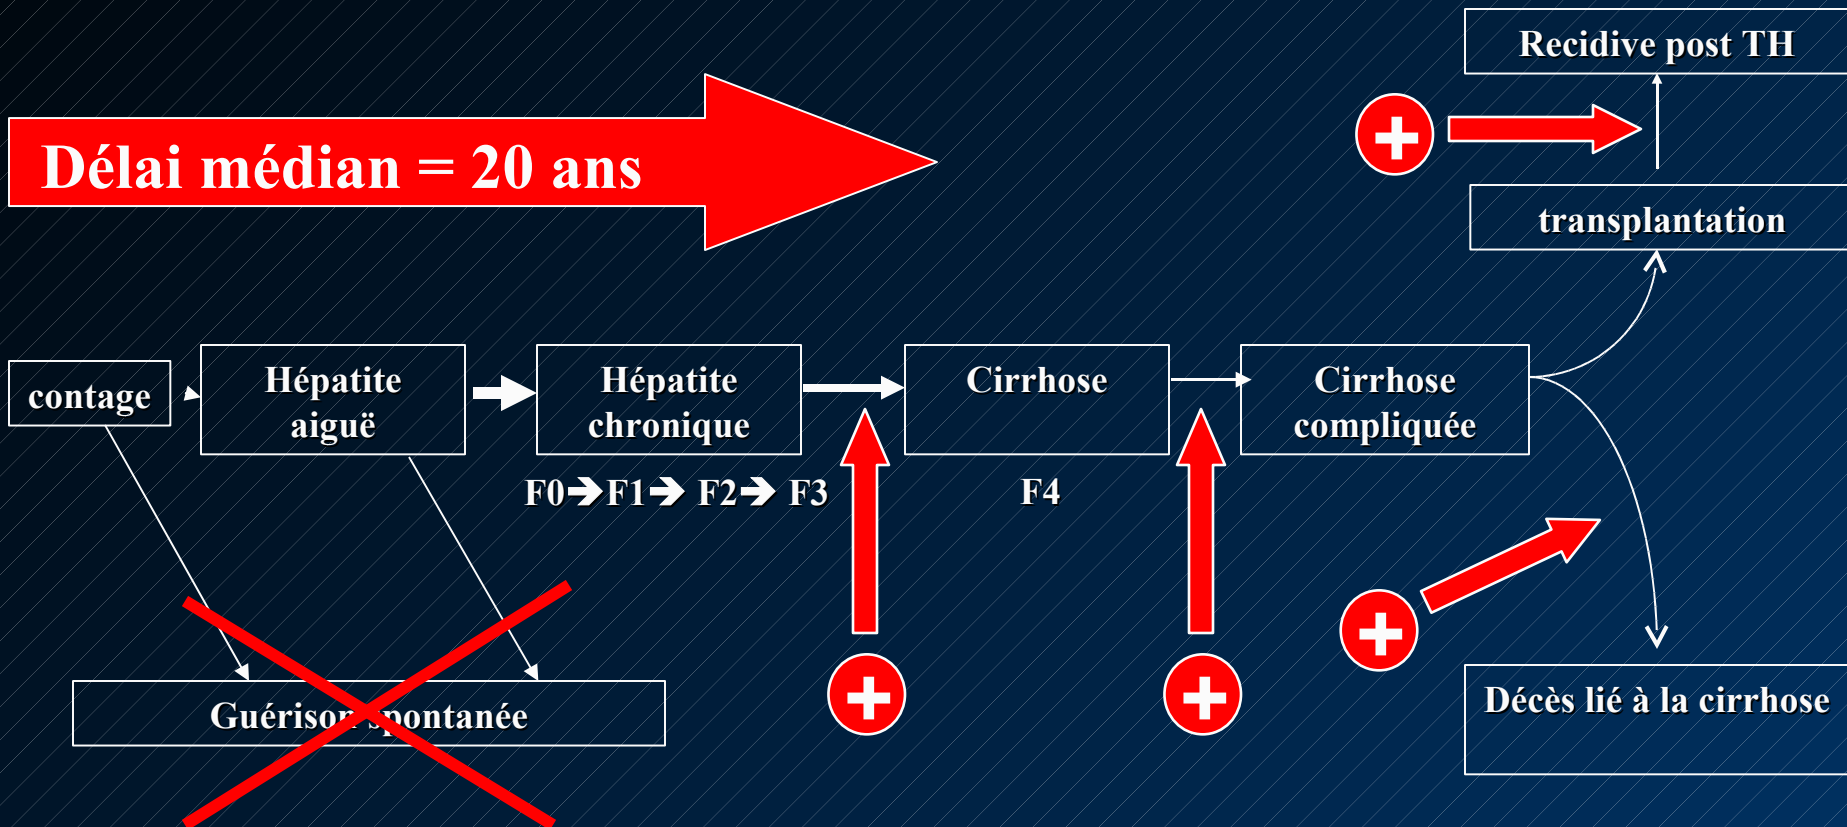 Recidive post TH
Délai médian = 20 ans
transplantation
contage
Hépatite
aiguë
Hépatite
chronique
Cirrhose
Cirrhose
compliquée
F0➔F1➔ F2➔ F3
F4
Guérison spontanée
Décès lié à la cirrhose